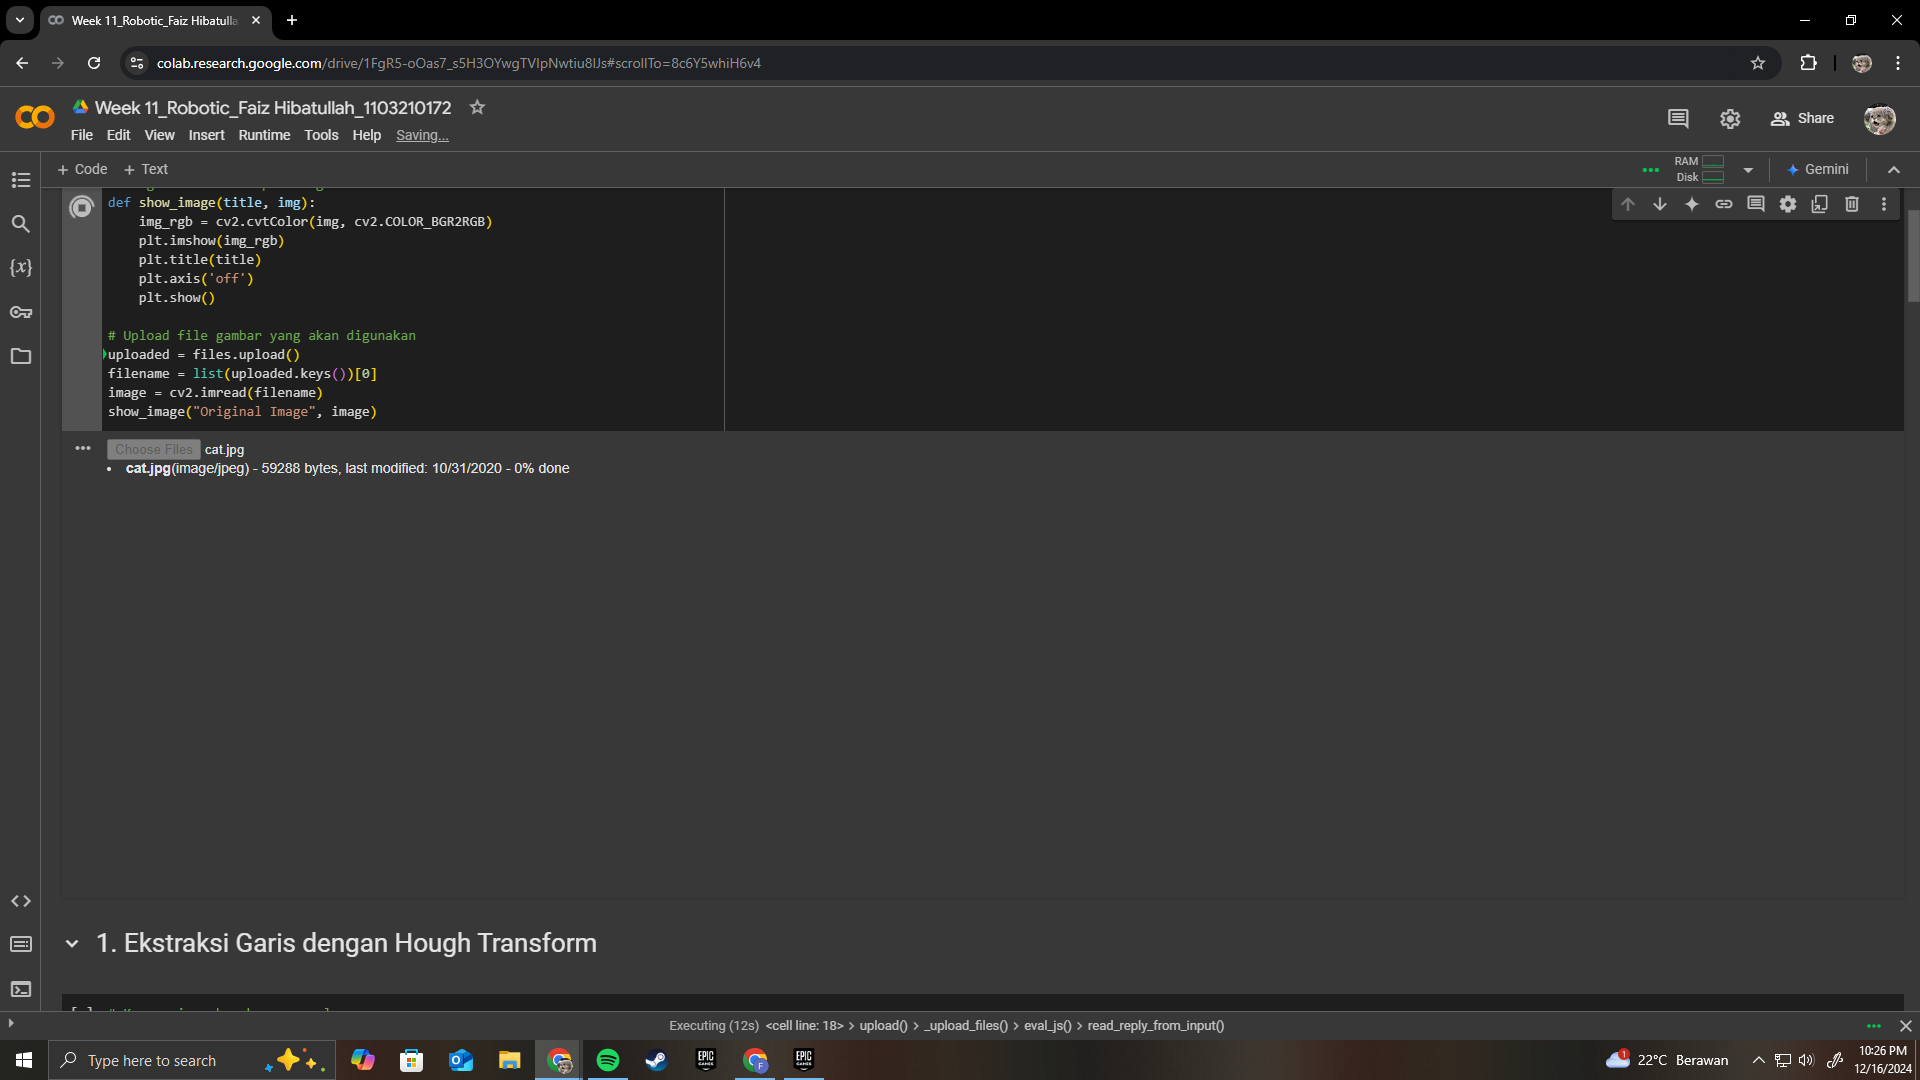 Week 11_Robotic_Faiz Hibatulla
colab.research.google.com/drive/1FgR5-oOas7_s5H3OYwgTVIpNwtiu8IJs#scrollTo=8c6Y5whiH6v4
Week 11_Robotic_Faiz Hibatullah_1103210172
File Edit View Insert Runtime Tools Help Saving...
Share
+ Code + Text
RAM
Disk
Gemini
def show_image(title, img):
    img_rgb = cv2.cvtColor(img, cv2.COLOR_BGR2RGB)
    plt.imshow(img_rgb)
    plt.title(title)
    plt.axis('off')
    plt.show()
# Upload file gambar yang akan digunakan
uploaded = files.upload()
filename = list(uploaded.keys())[0]
image = cv2.imread(filename)
show_image("Original Image", image)
Choose Files cat.jpg
• cat.jpg(image/jpeg) - 59288 bytes, last modified: 10/31/2020 - 0% done
1. Ekstraksi Garis dengan Hough Transform
Executing (12s) <cell line: 18> > upload() > _upload_files() > eval_js() > read_reply_from_input()
Type here to search
EPIC GAMES
F
EPIC GAMES
1
22°C Berawan
10:26 PM
12/16/2024